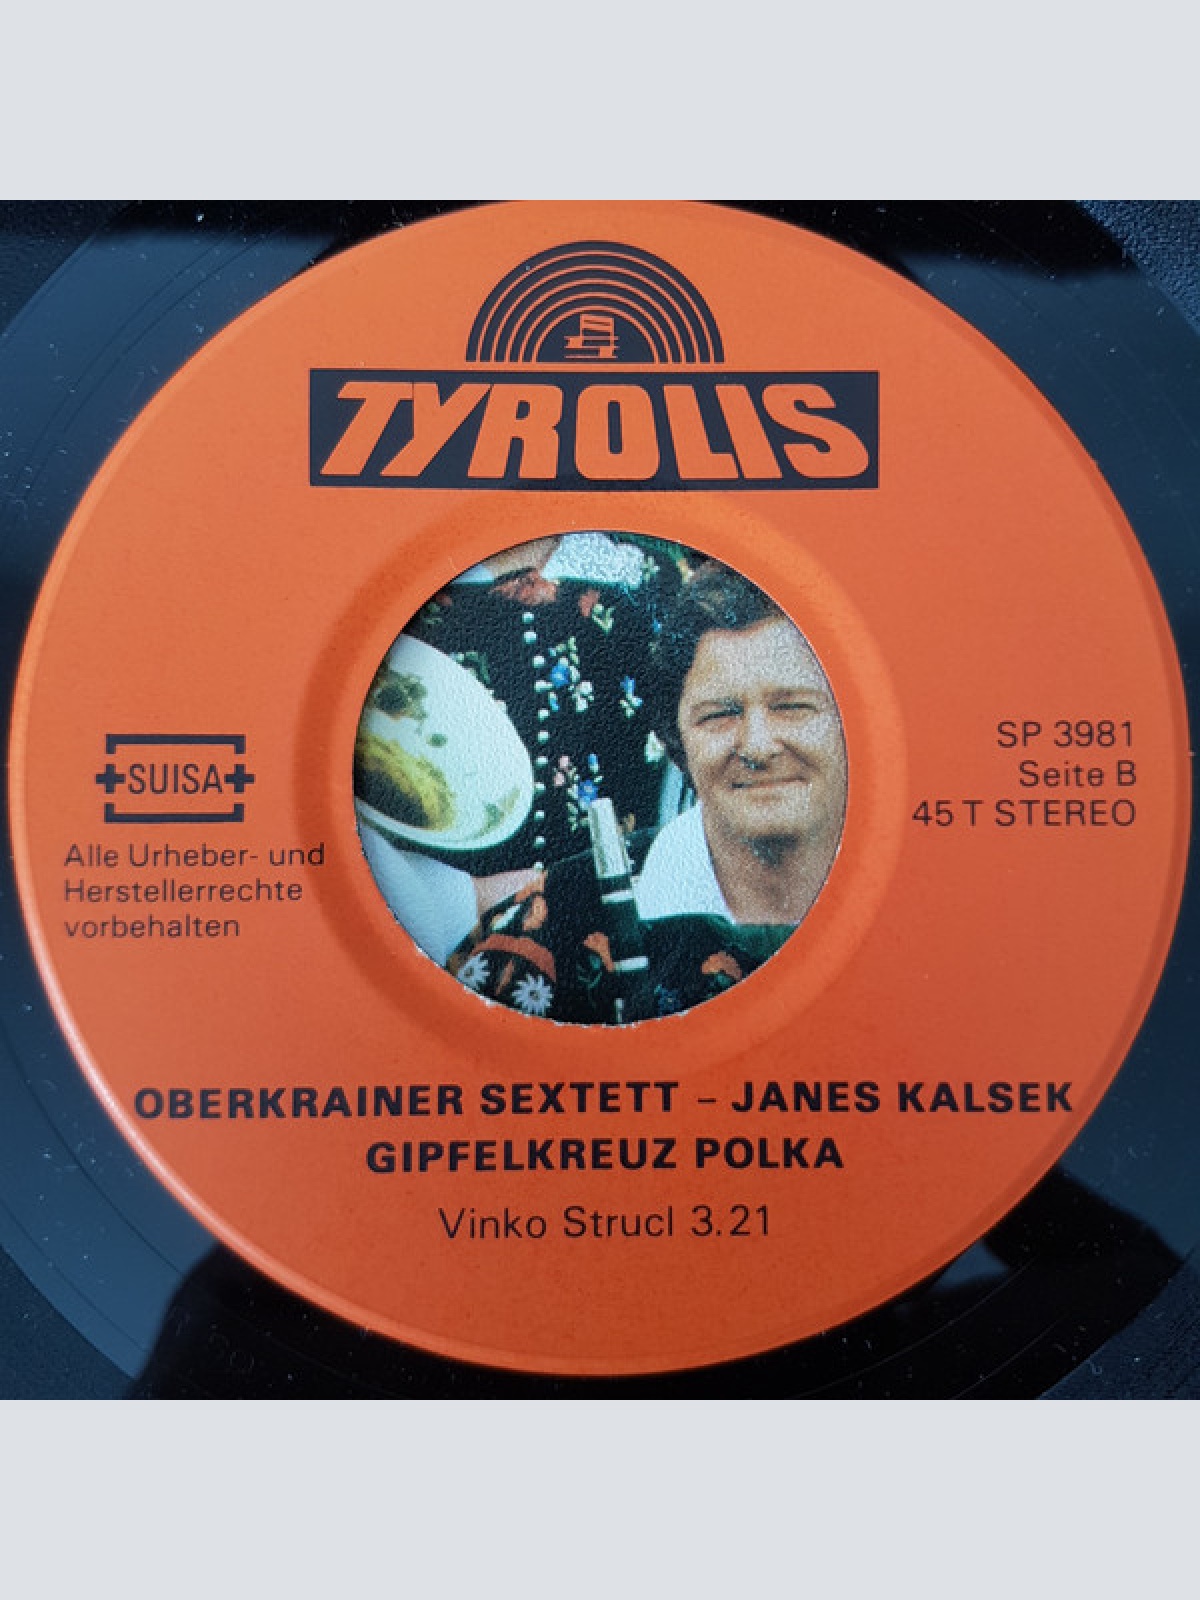 TYROLIS
SUISA
Alle Urheber- und
Herstellerrechte
vorbehalten
SP 3981
Seite B
45 T STEREO
OBERKRAINER SEXTETT – JANES KALSEK
GIPFELKREUZ POLKA
Vinko Strucl 3.21